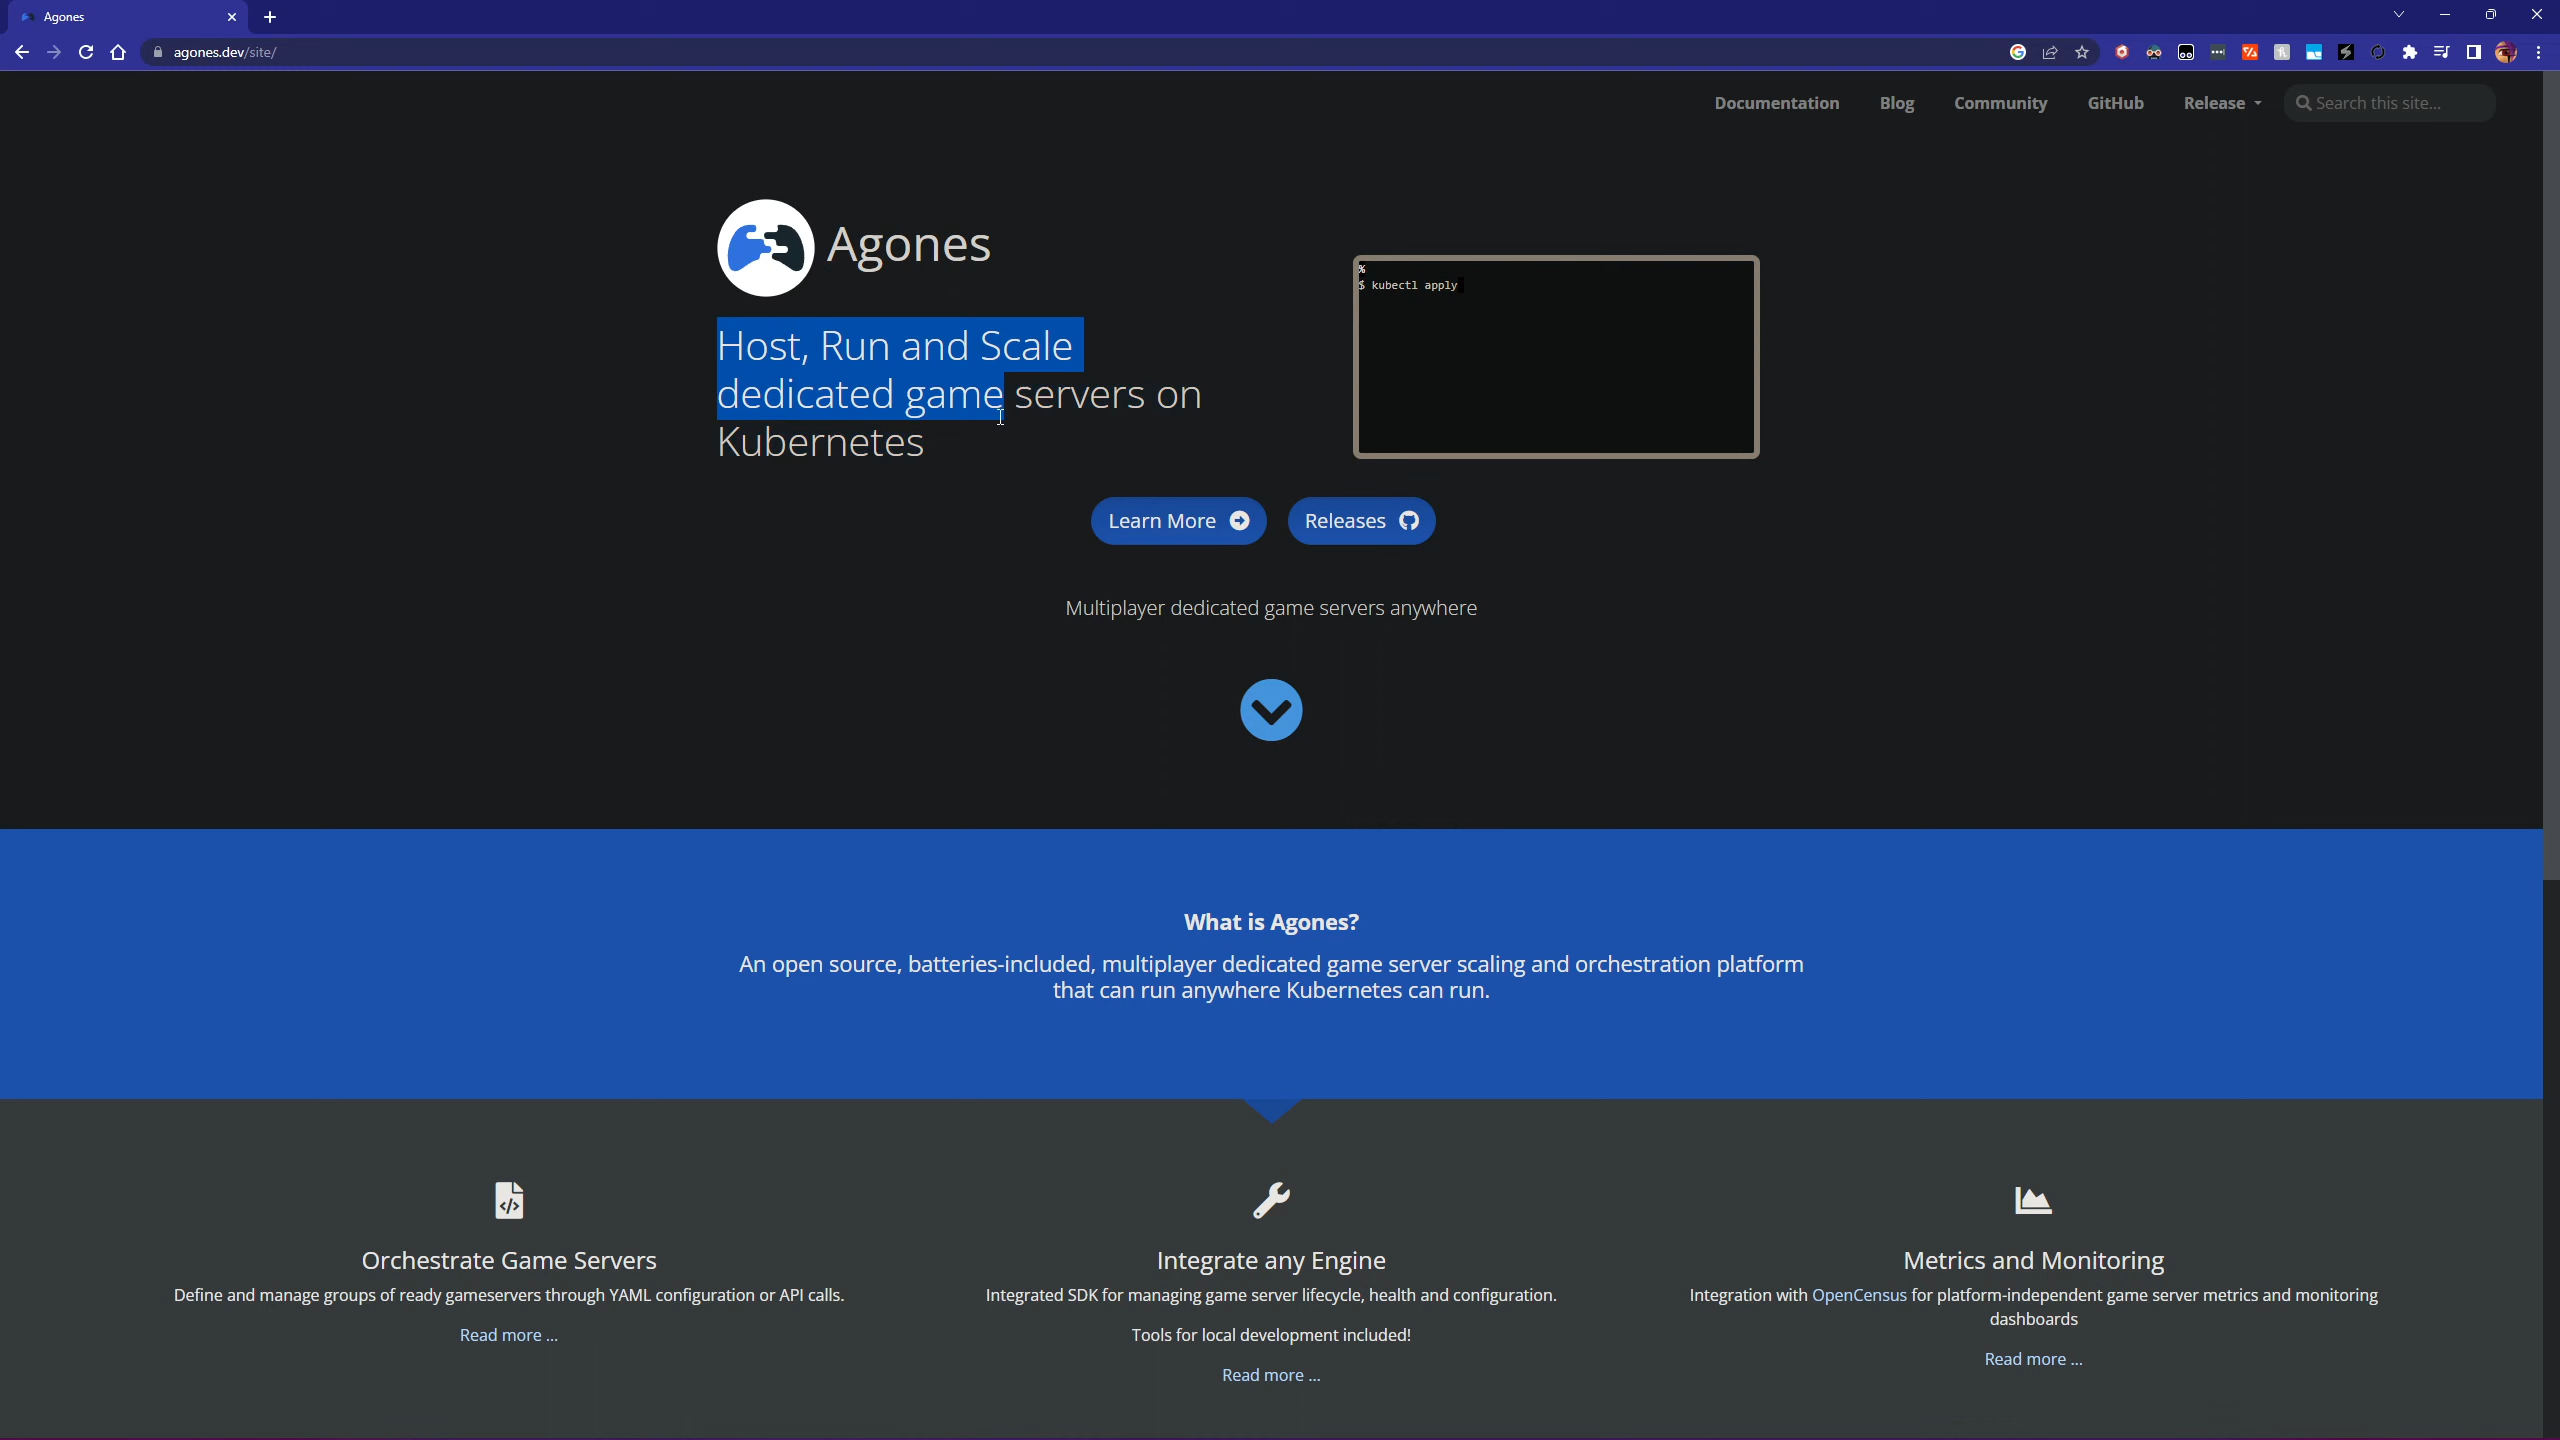 Agones
agones.dev/site/
Documentation
Blog
Community
GitHub
Release
Search this site...
Agones
Host, Run and Scale
dedicated game servers on
Kubernetes
%
$ kubectl apply
Learn More
Releases
Multiplayer dedicated game servers anywhere
What is Agones?
An open source, batteries-included, multiplayer dedicated game server scaling and orchestration platform
that can run anywhere Kubernetes can run.
Orchestrate Game Servers
Define and manage groups of ready gameservers through YAML configuration or API calls.
Read more ...
Integrate any Engine
Integrated SDK for managing game server lifecycle, health and configuration.
Tools for local development included!
Read more ...
Metrics and Monitoring
Integration with OpenCensus for platform-independent game server metrics and monitoring
dashboards
Read more ...